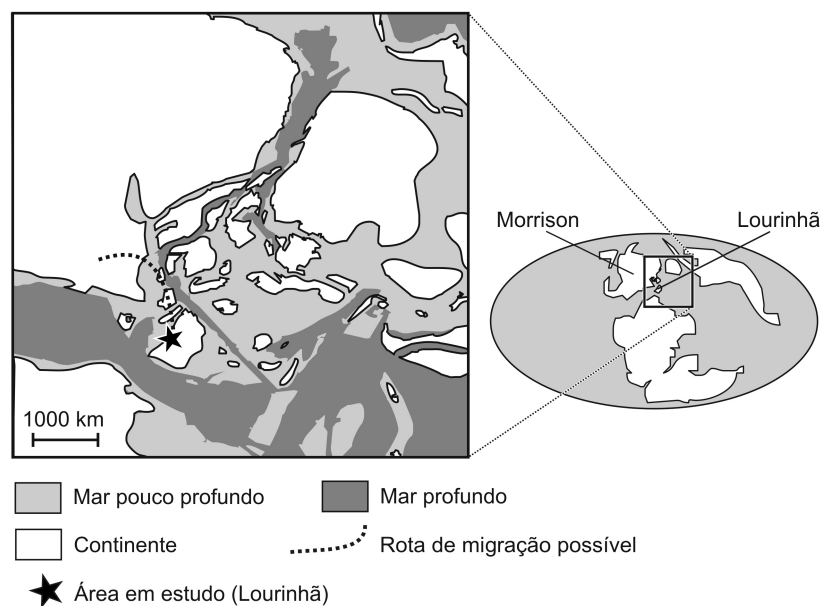 Morrison
Lourinhã
1000 km
Mar pouco profundo
Mar profundo
Continente
Rota de migração possível
Área em estudo (Lourinhã)